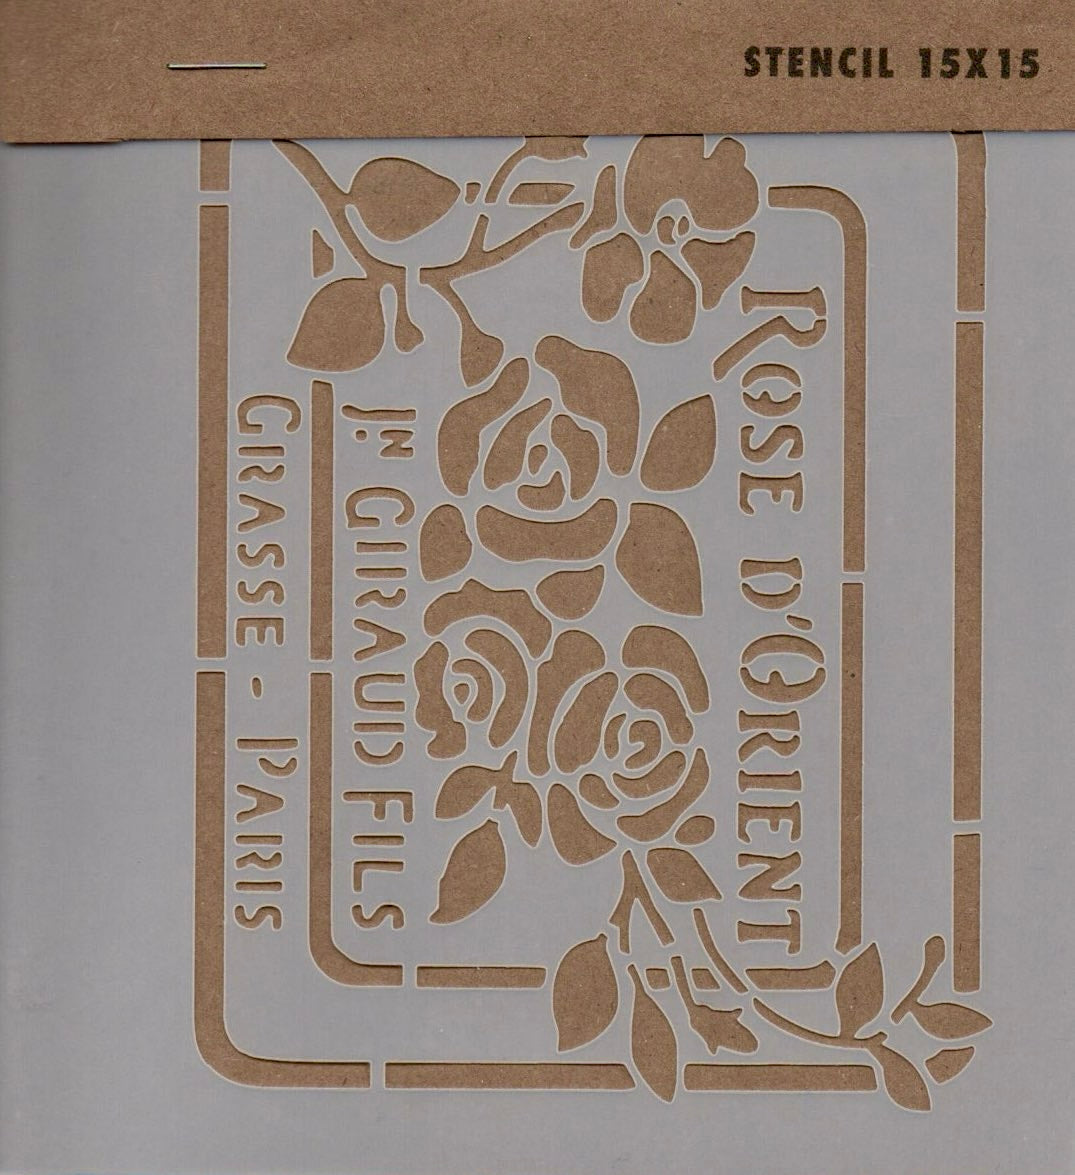 STENCIL 15X15
ROSE D'ORIENT
JN GIRAUD FILS
GRASSE - PARIS